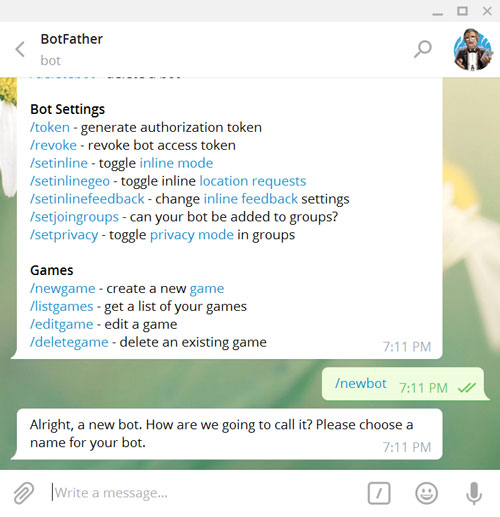 BotFather
bot
Bot Settings
/token - generate authorization token
/revoke - revoke bot access token
/setinline - toggle inline mode
/setinlinegeo - toggle inline location requests
/setinlinefeedback - change inline feedback settings
/setjoingroups - can your bot be added to groups?
/setprivacy - toggle privacy mode in groups
Games
/newgame - create a new game
/listgames - get a list of your games
/editgame - edit a game
/deletegame - delete an existing game
7:11 PM
/newbot 7:11 PM
Alright, a new bot. How are we going to call it? Please choose a
name for your bot.
7:11 PM
Write a message...